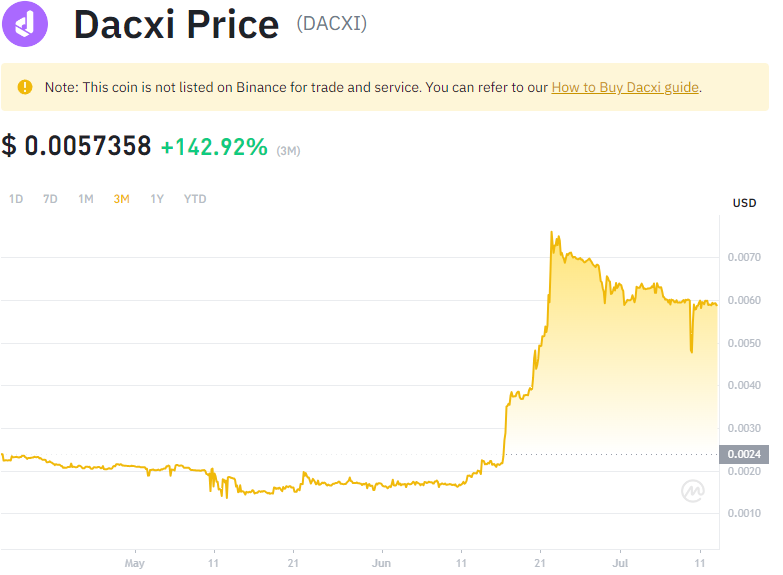 Dacxi Price (DACXI)
Note: This coin is not listed on Binance for trade and service. You can refer to our How to Buy Dacxi guide.
$ 0.0057358 +142.92% (3M)
1D 7D 1M 3M 1Y YTD
USD
0.0070
0.0060
0.0050
0.0040
0.0030
0.0024
0.0020
0.0010
May 11 21 Jun 11 21 Jul 11